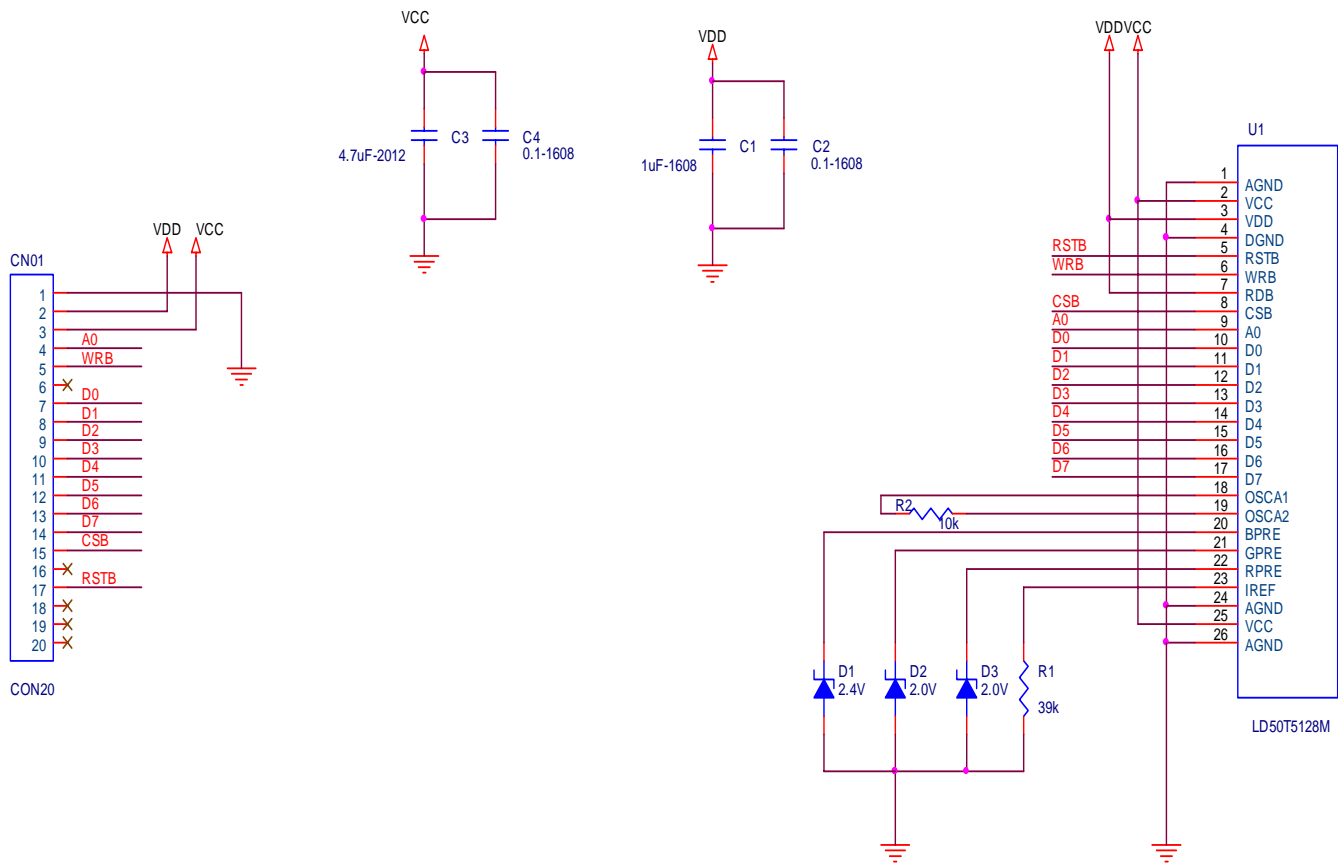 VCC
C3
4.7uF-2012
C4
0.1-1608
VDD
C1
1uF-1608
C2
0.1-1608
VDD VCC
CN01
1
2
3
4 A0
5 WRB
6
7 D0
8 D1
9 D2
10 D3
11 D4
12 D5
13 D6
14 D7
15 CSB
16
17 RSTB
18
19
20
CON20
VDD VCC
U1
1 AGND
2 VCC
3 VDD
4 DGND
RSTB 5 RSTB
WRB 6 WRB
7 RDB
CSB 8 CSB
A0 9 A0
D0 10 D0
D1 11 D1
D2 12 D2
D3 13 D3
D4 14 D4
D5 15 D5
D6 16 D6
D7 17 D7
18 OSCA1
19 OSCA2
20 BPRE
21 GPRE
22 RPRE
23 IREF
24 AGND
25 VCC
26 AGND
LD50T5128M
R2
10k
D1
2.4V
D2
2.0V
D3
2.0V
R1
39k